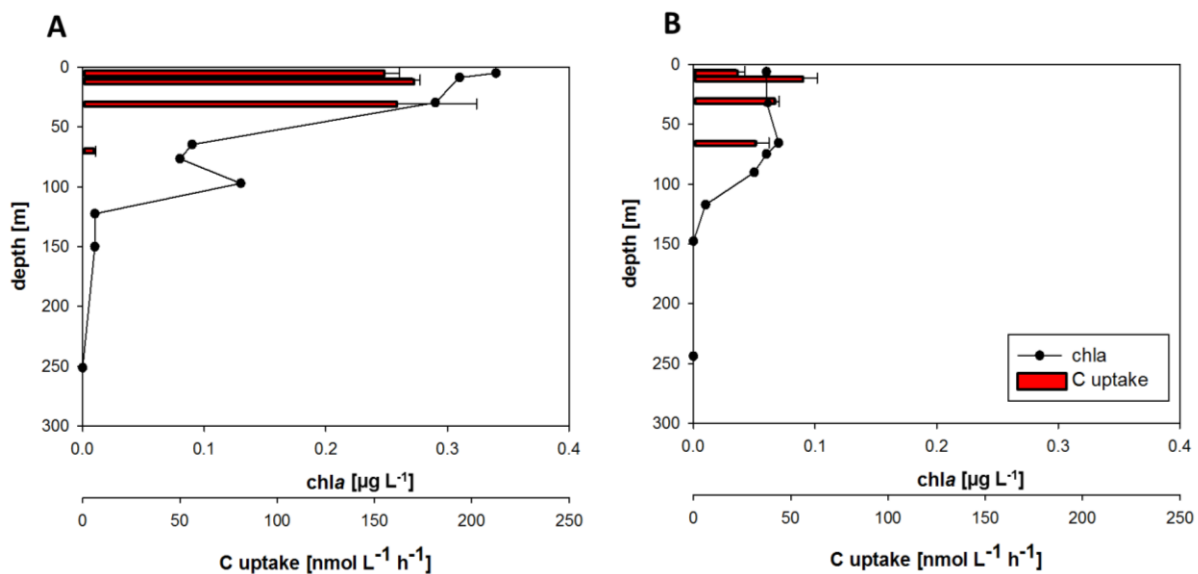 A
B
depth [m]
0
50
100
150
200
250
300
0.0 0.1 0.2 0.3 0.4
chla [µg L⁻¹]
0 50 100 150 200 250
C uptake [nmol L⁻¹ h⁻¹]
depth [m]
0
50
100
150
200
250
300
chla
C uptake
0.0 0.1 0.2 0.3 0.4
chla [µg L⁻¹]
0 50 100 150 200 250
C uptake [nmol L⁻¹ h⁻¹]